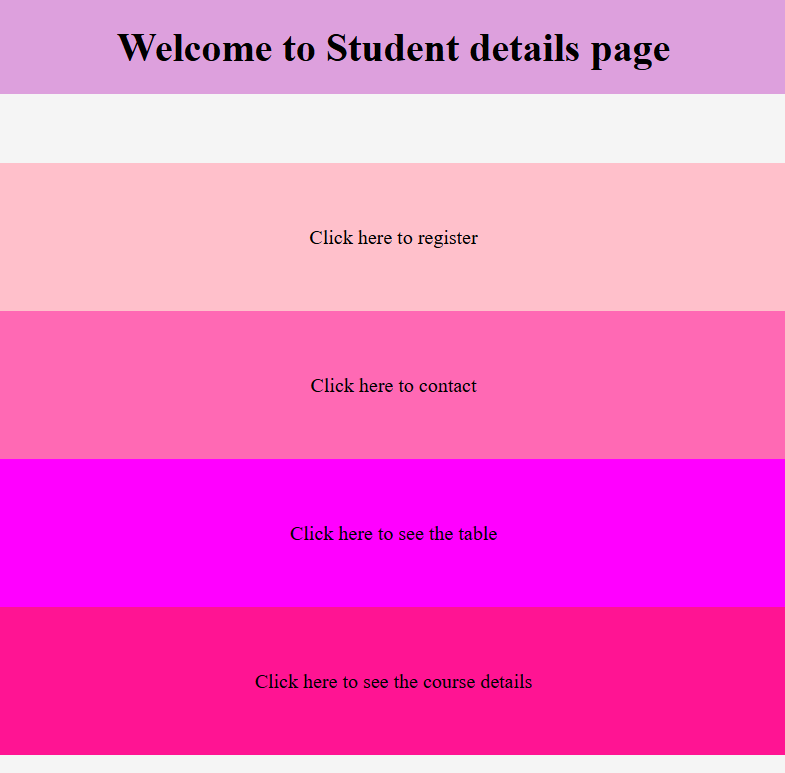 Welcome to Student details page
Click here to register
Click here to contact
Click here to see the table
Click here to see the course details